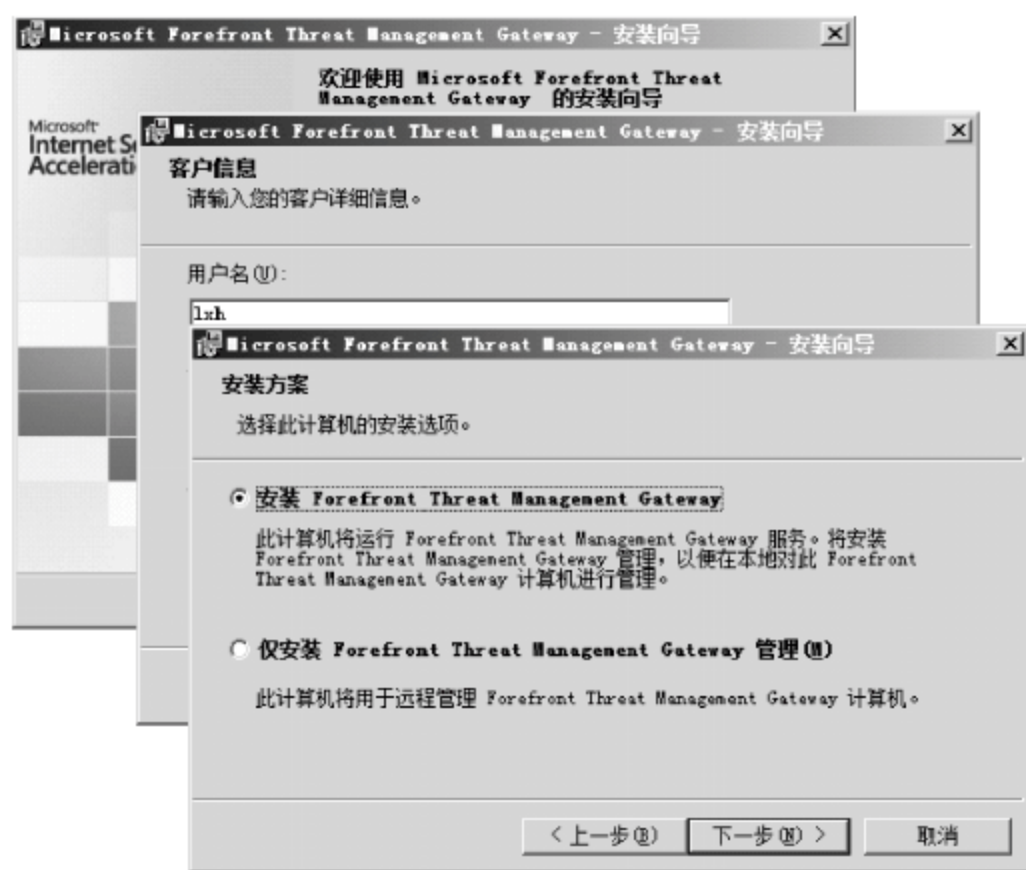 Microsoft Forefront Threat Management Gateway - 安装向导
欢迎使用 Microsoft Forefront Threat
Management Gateway 的安装向导
Microsoft
Internet Se
Accelerati
Microsoft Forefront Threat Management Gateway - 安装向导
客户信息
请输入您的客户详细信息。
用户名(U):
lxh
Microsoft Forefront Threat Management Gateway - 安装向导
安装方案
选择此计算机的安装选项。
安装 Forefront Threat Management Gateway
此计算机将运行 Forefront Threat Management Gateway 服务。将安装
Forefront Threat Management Gateway 管理，以便在本地对此 Forefront
Threat Management Gateway 计算机进行管理。
仅安装 Forefront Threat Management Gateway 管理(M)
此计算机将用于远程管理 Forefront Threat Management Gateway 计算机。
<上一步(B)
下一步(N) >
取消